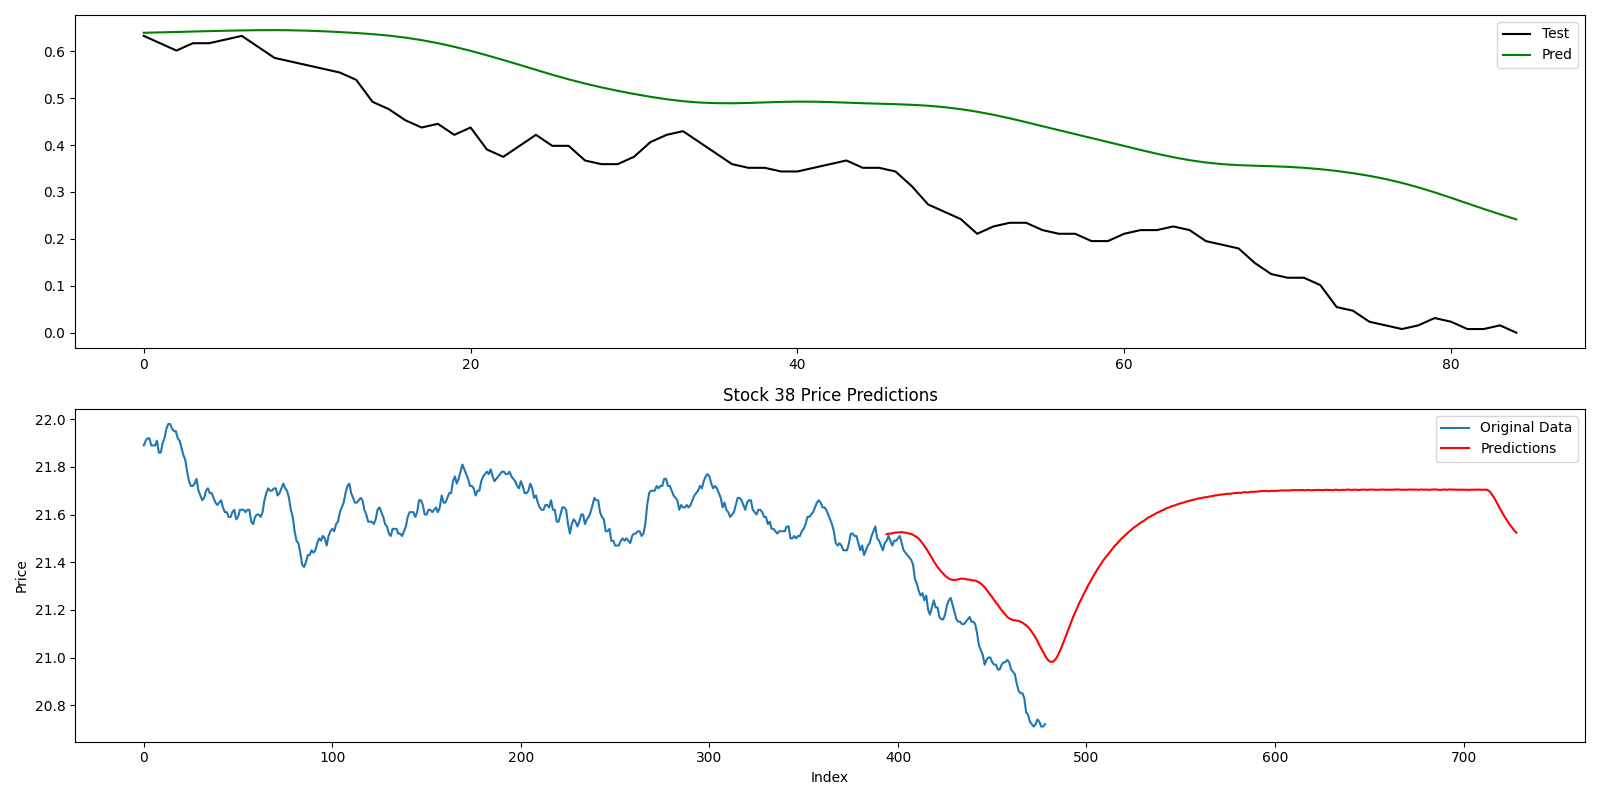 Test
Pred
0.6
0.5
0.4
0.3
0.2
0.1
0.0
0 20 40 60 80
Stock 38 Price Predictions
Original Data
Predictions
22.0
21.8
21.6
21.4
21.2
21.0
20.8
Price
0 100 200 300 400 500 600 700
Index